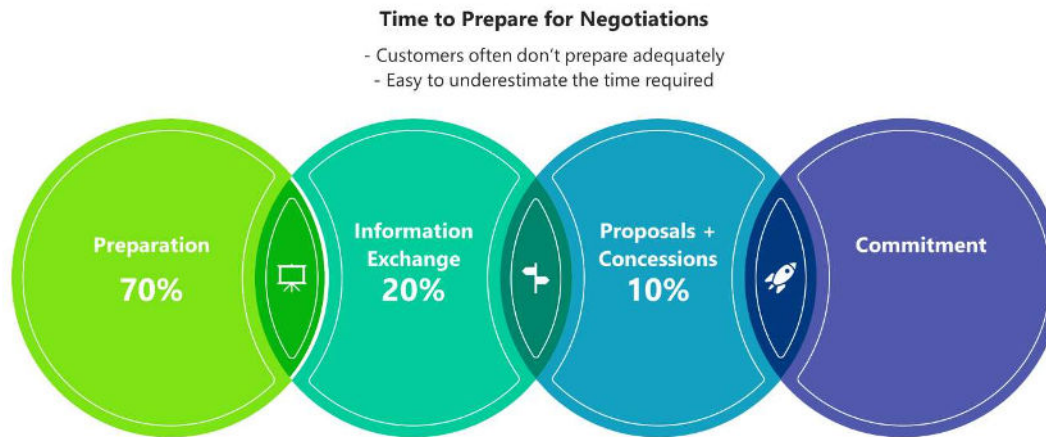 Time to Prepare for Negotiations
- Customers often don't prepare adequately
- Easy to underestimate the time required
Preparation
70%
Information
Exchange
20%
Proposals +
Concessions
10%
Commitment